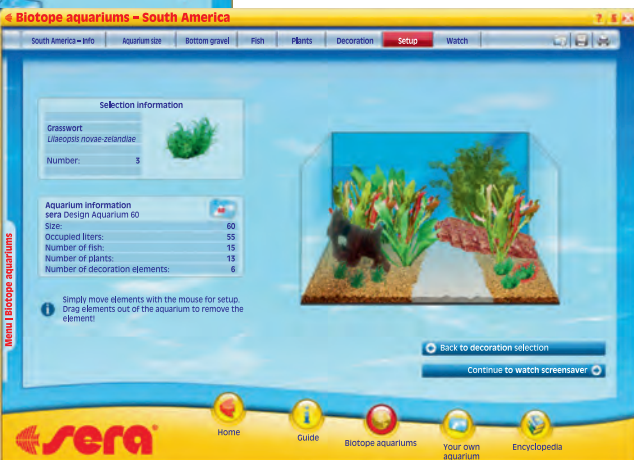 Biotope aquariums – South America
? S X
South America – Info Aquarium size Bottom gravel Fish Plants Decoration Setup Watch
Selection information
Grasswort
Lilaeopsis novae-zelandiae
Number: 3
Aquarium information
sera Design Aquarium 60
Size: 60
Occupied liters: 55
Number of fish: 15
Number of plants: 13
Number of decoration elements: 6
Simply move elements with the mouse for setup.
Drag elements out of the aquarium to remove the
element!
Menu | Biotope aquariums
Back to decoration selection
Continue to watch screensaver
sera
Home
Guide
Biotope aquariums
Your own
aquarium
Encyclopedia